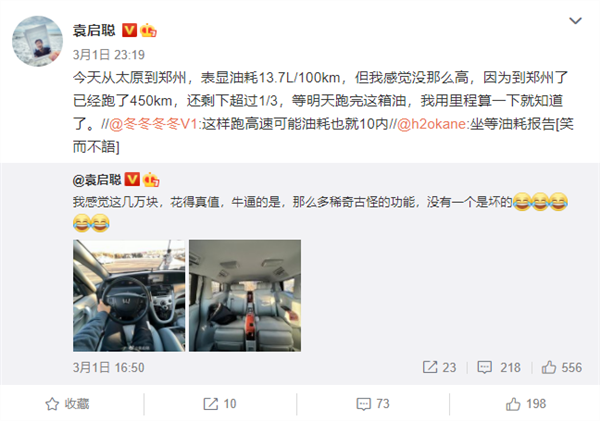 袁启聪
3月1日 23:19
今天从太原到郑州，表显油耗13.7L/100km，但我感觉没那么高，因为到郑州了
已经跑了450km，还剩下超过1/3，等明天跑完这箱油，我用里程算一下就知道
了。//@冬冬冬冬V1:这样跑高速可能油耗也就10内//@h2okane:坐等油耗报告[笑
而不語]
@袁启聪
我感觉这几万块，花得真值，牛逼的是，那么多稀奇古怪的功能，没有一个是坏的
3月1日 16:50
23
218
556
收藏
10
73
198